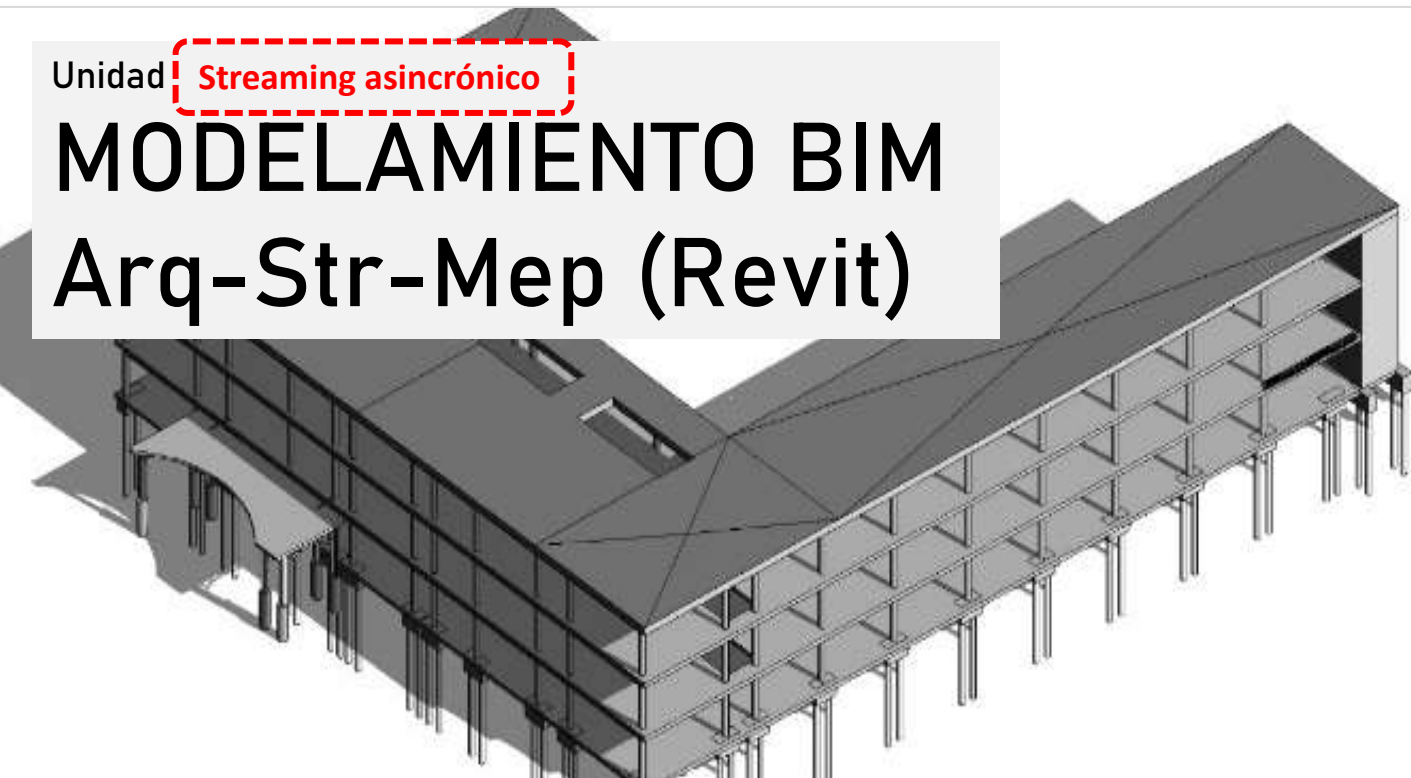 Unidad Streaming asincrónico
MODELAMIENTO BIM
Arq-Str-Mep (Revit)